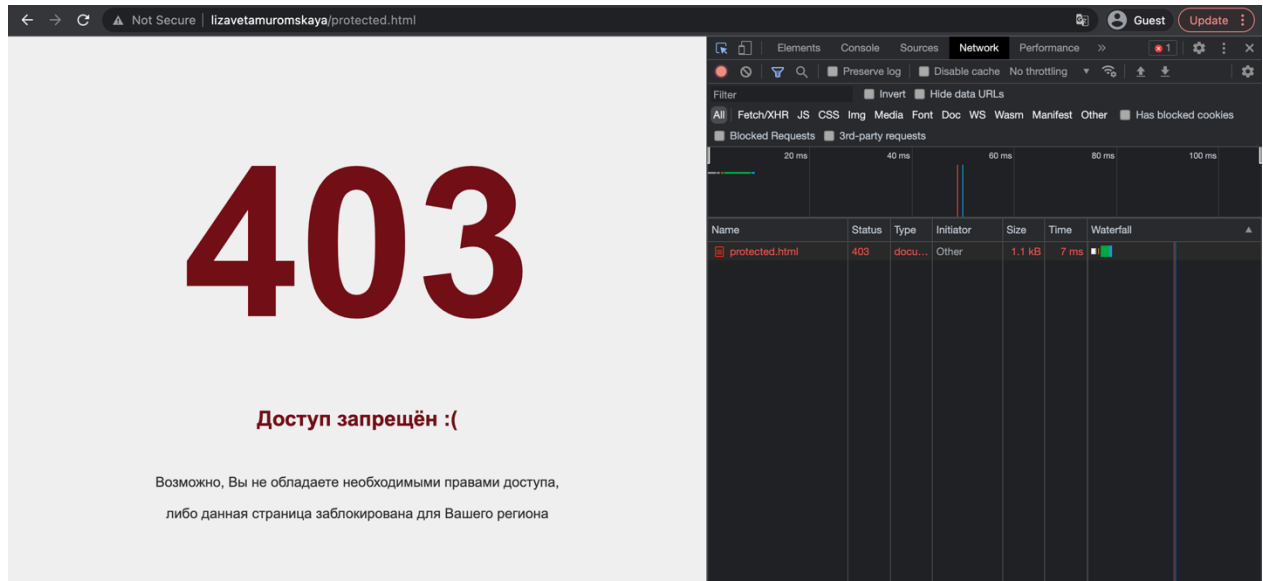 Not Secure | lizavetamuromskaya/protected.html
Guest
Update
403
Доступ запрещён :(
Возможно, Вы не обладаете необходимыми правами доступа,
либо данная страница заблокирована для Вашего региона
Elements Console Sources Network Performance » 1
Preserve log Disable cache No throttling
Filter Invert Hide data URLs
All Fetch/XHR JS CSS Img Media Font Doc WS Wasm Manifest Other Has blocked cookies
Blocked Requests 3rd-party requests
20 ms 40 ms 60 ms 80 ms 100 ms
Name Status Type Initiator Size Time Waterfall
protected.html 403 docu... Other 1.1 kB 7 ms